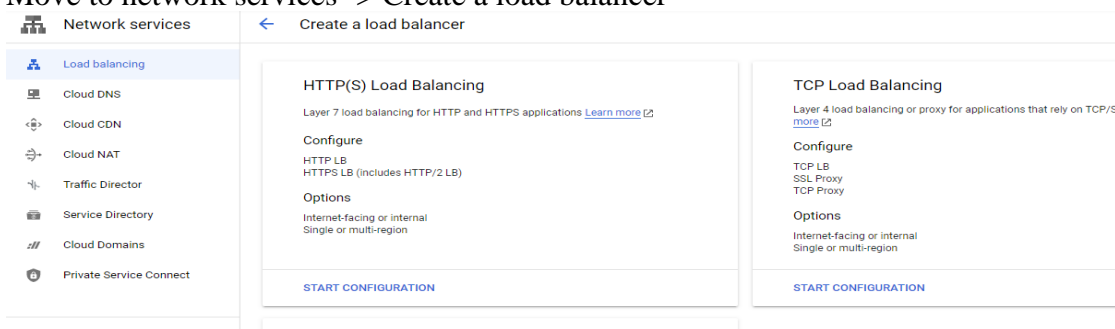 Move to network services -> Create a load balancer
Network services
Create a load balancer
Load balancing
Cloud DNS
Cloud CDN
Cloud NAT
Traffic Director
Service Directory
Cloud Domains
Private Service Connect
HTTP(S) Load Balancing
Layer 7 load balancing for HTTP and HTTPS applications Learn more
Configure
HTTP LB
HTTPS LB (includes HTTP/2 LB)
Options
Internet-facing or internal
Single or multi-region
START CONFIGURATION
TCP Load Balancing
Layer 4 load balancing or proxy for applications that rely on TCP/S
more
Configure
TCP LB
SSL Proxy
TCP Proxy
Options
Internet-facing or internal
Single or multi-region
START CONFIGURATION